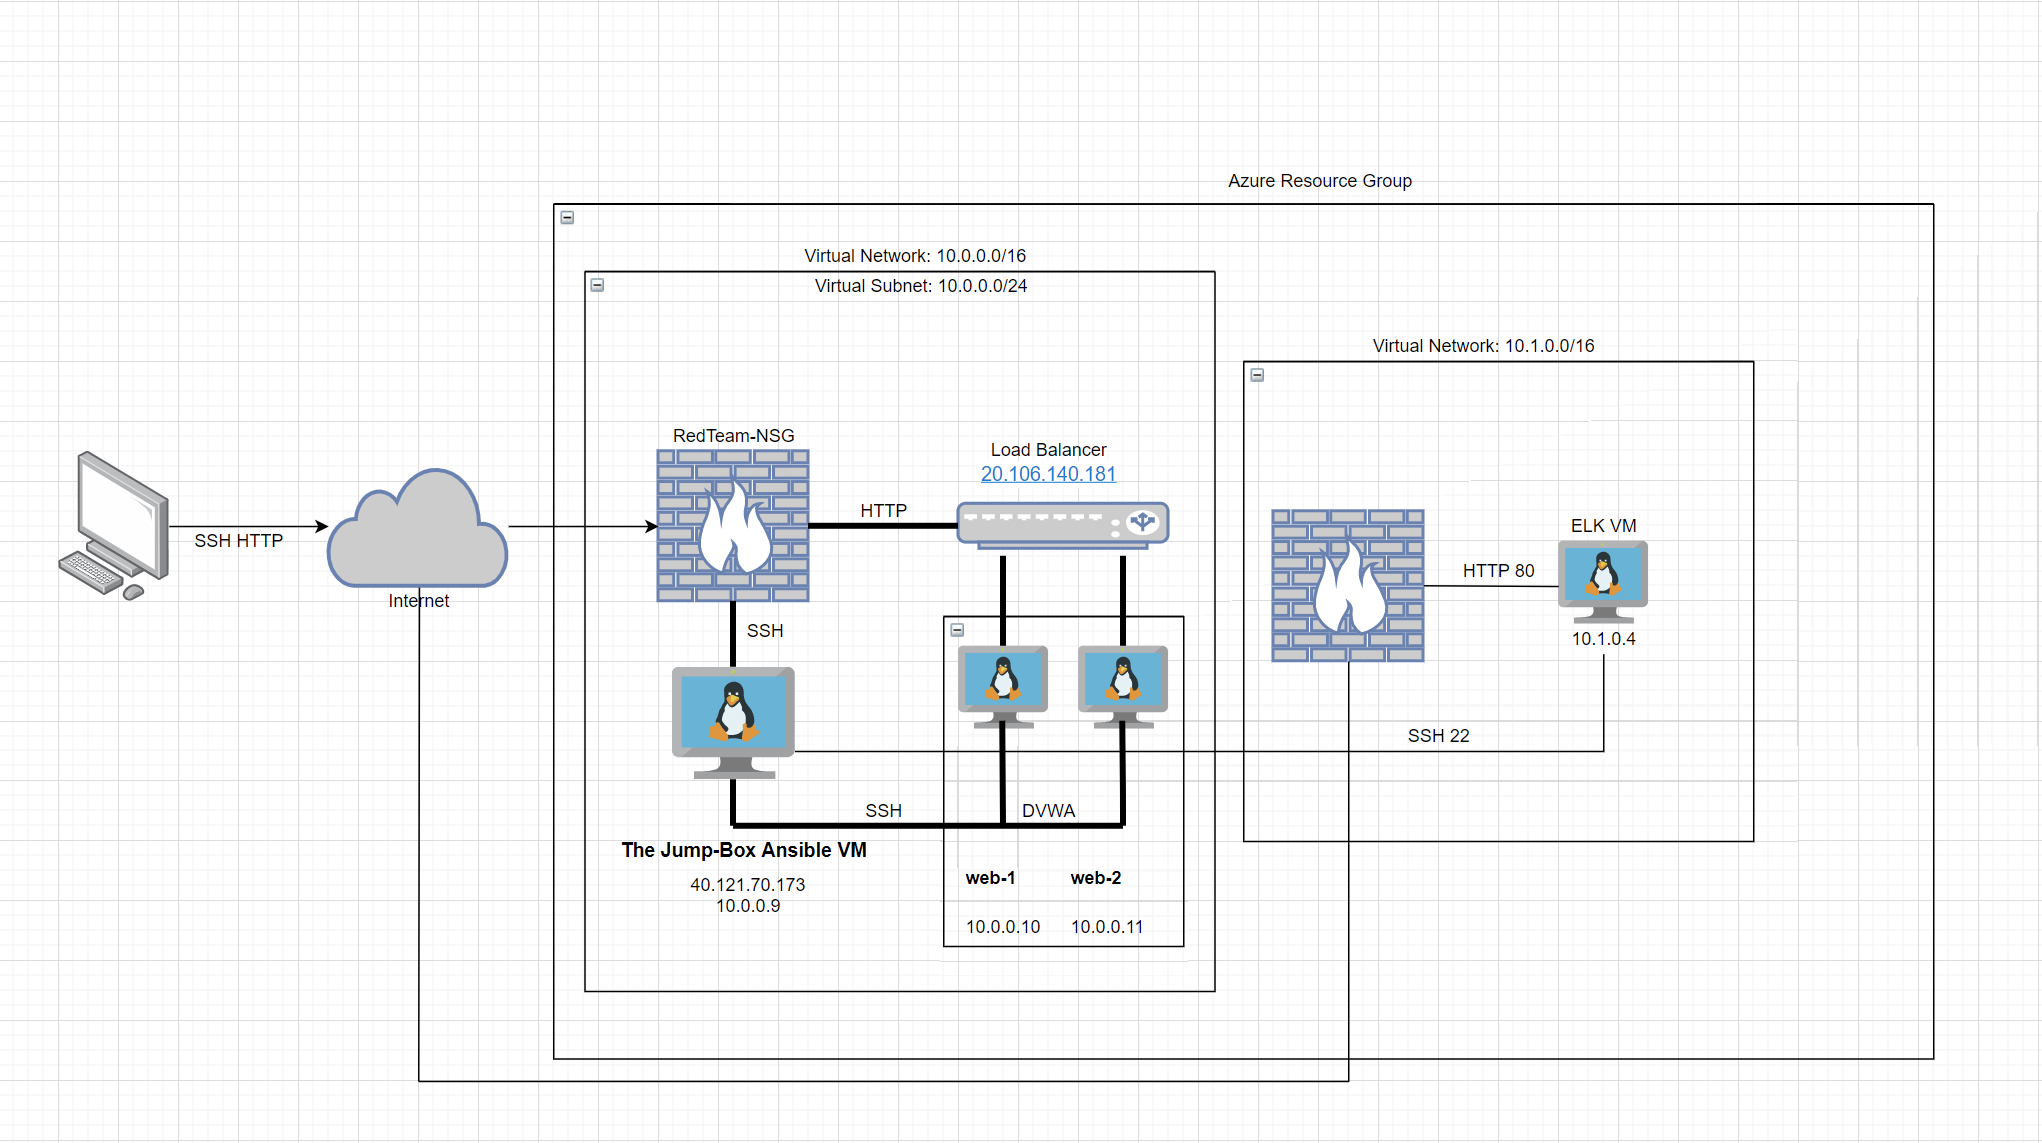 Azure Resource Group
Virtual Network: 10.0.0.0/16
Virtual Subnet: 10.0.0.0/24
Virtual Network: 10.1.0.0/16
RedTeam-NSG
Load Balancer
20.106.140.181
HTTP
SSH HTTP
Internet
ELK VM
HTTP 80
10.1.0.4
SSH
SSH 22
SSH
DVWA
The Jump-Box Ansible VM
40.121.70.173
10.0.0.9
web-1
web-2
10.0.0.10
10.0.0.11